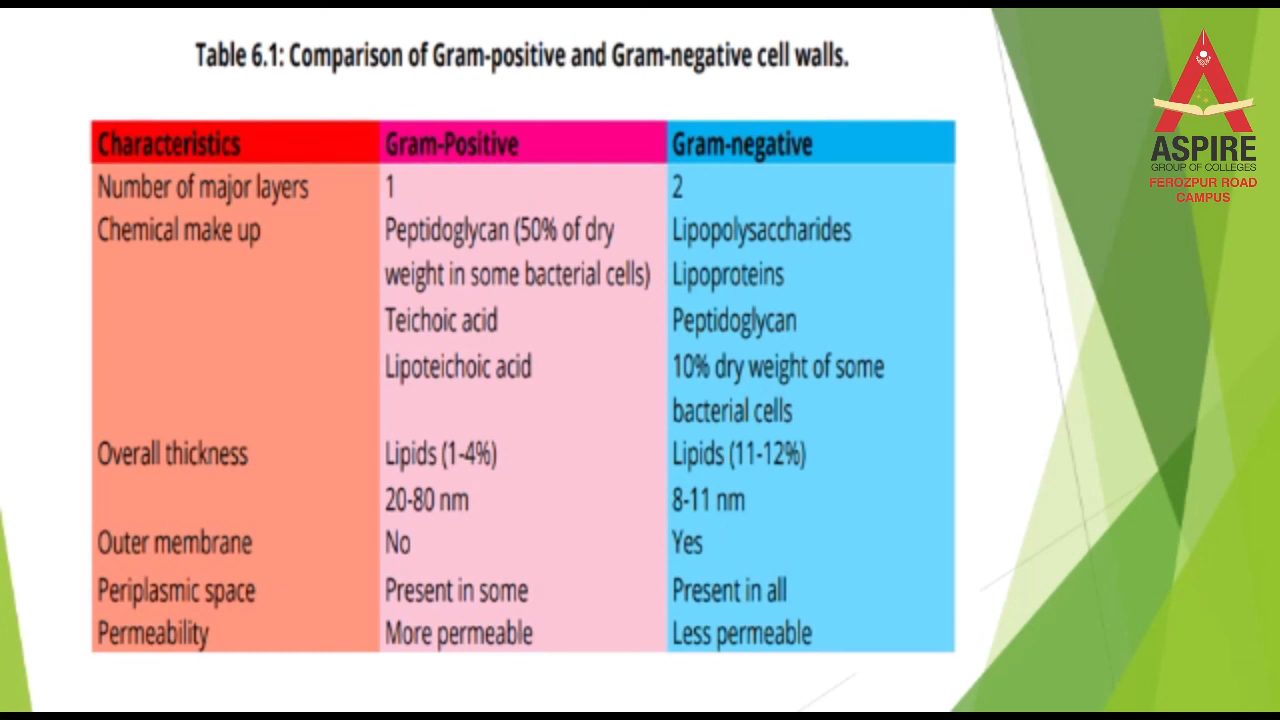 Table 6.1: Comparison of Gram-positive and Gram-negative cell walls.
Characteristics Gram-Positive Gram-negative
Number of major layers 1 2
Chemical make up Peptidoglycan (50% of dry Lipopolysaccharides
weight in some bacterial cells) Lipoproteins
Teichoic acid Peptidoglycan
Lipoteichoic acid 10% dry weight of some
bacterial cells
Overall thickness Lipids (1-4%) Lipids (11-12%)
20-80 nm 8-11 nm
Outer membrane No Yes
Periplasmic space Present in some Present in all
Permeability More permeable Less permeable
ASPIRE
GROUP OF COLLEGES
FEROZPUR ROAD
CAMPUS